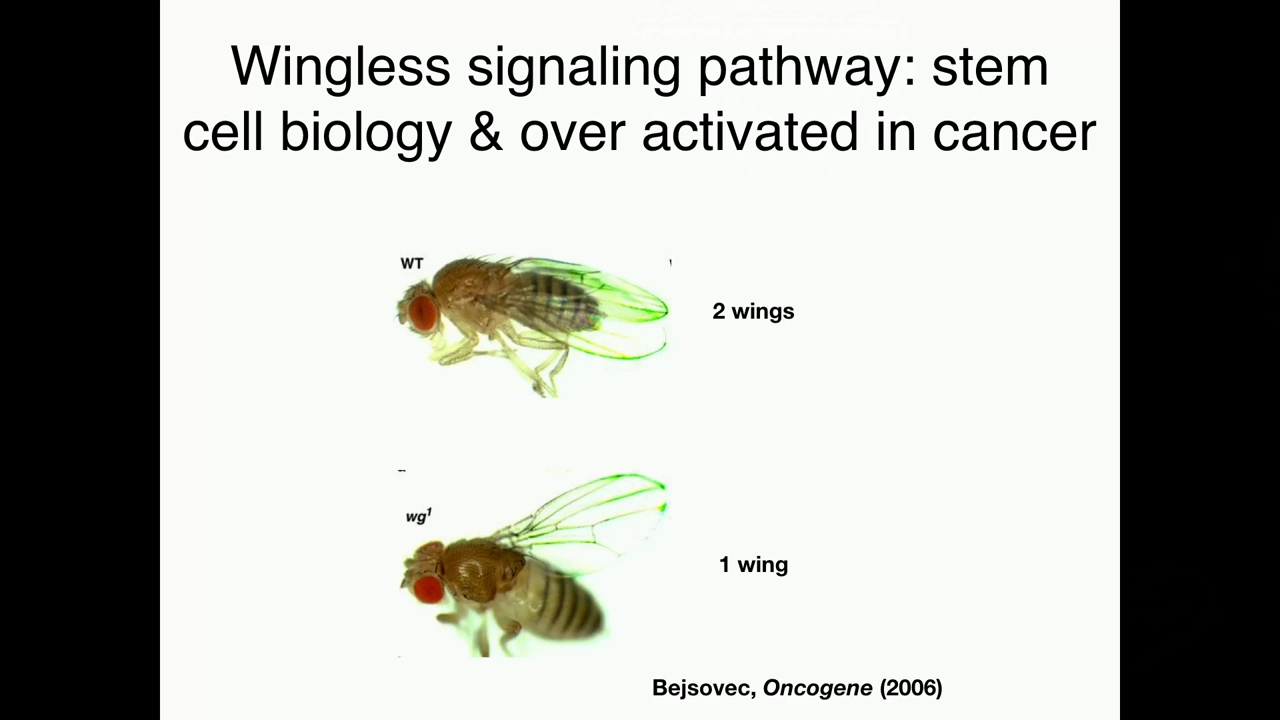 Wingless signaling pathway: stem
cell biology & over activated in cancer
WT
2 wings
wg¹
1 wing
Bejsovec, Oncogene (2006)